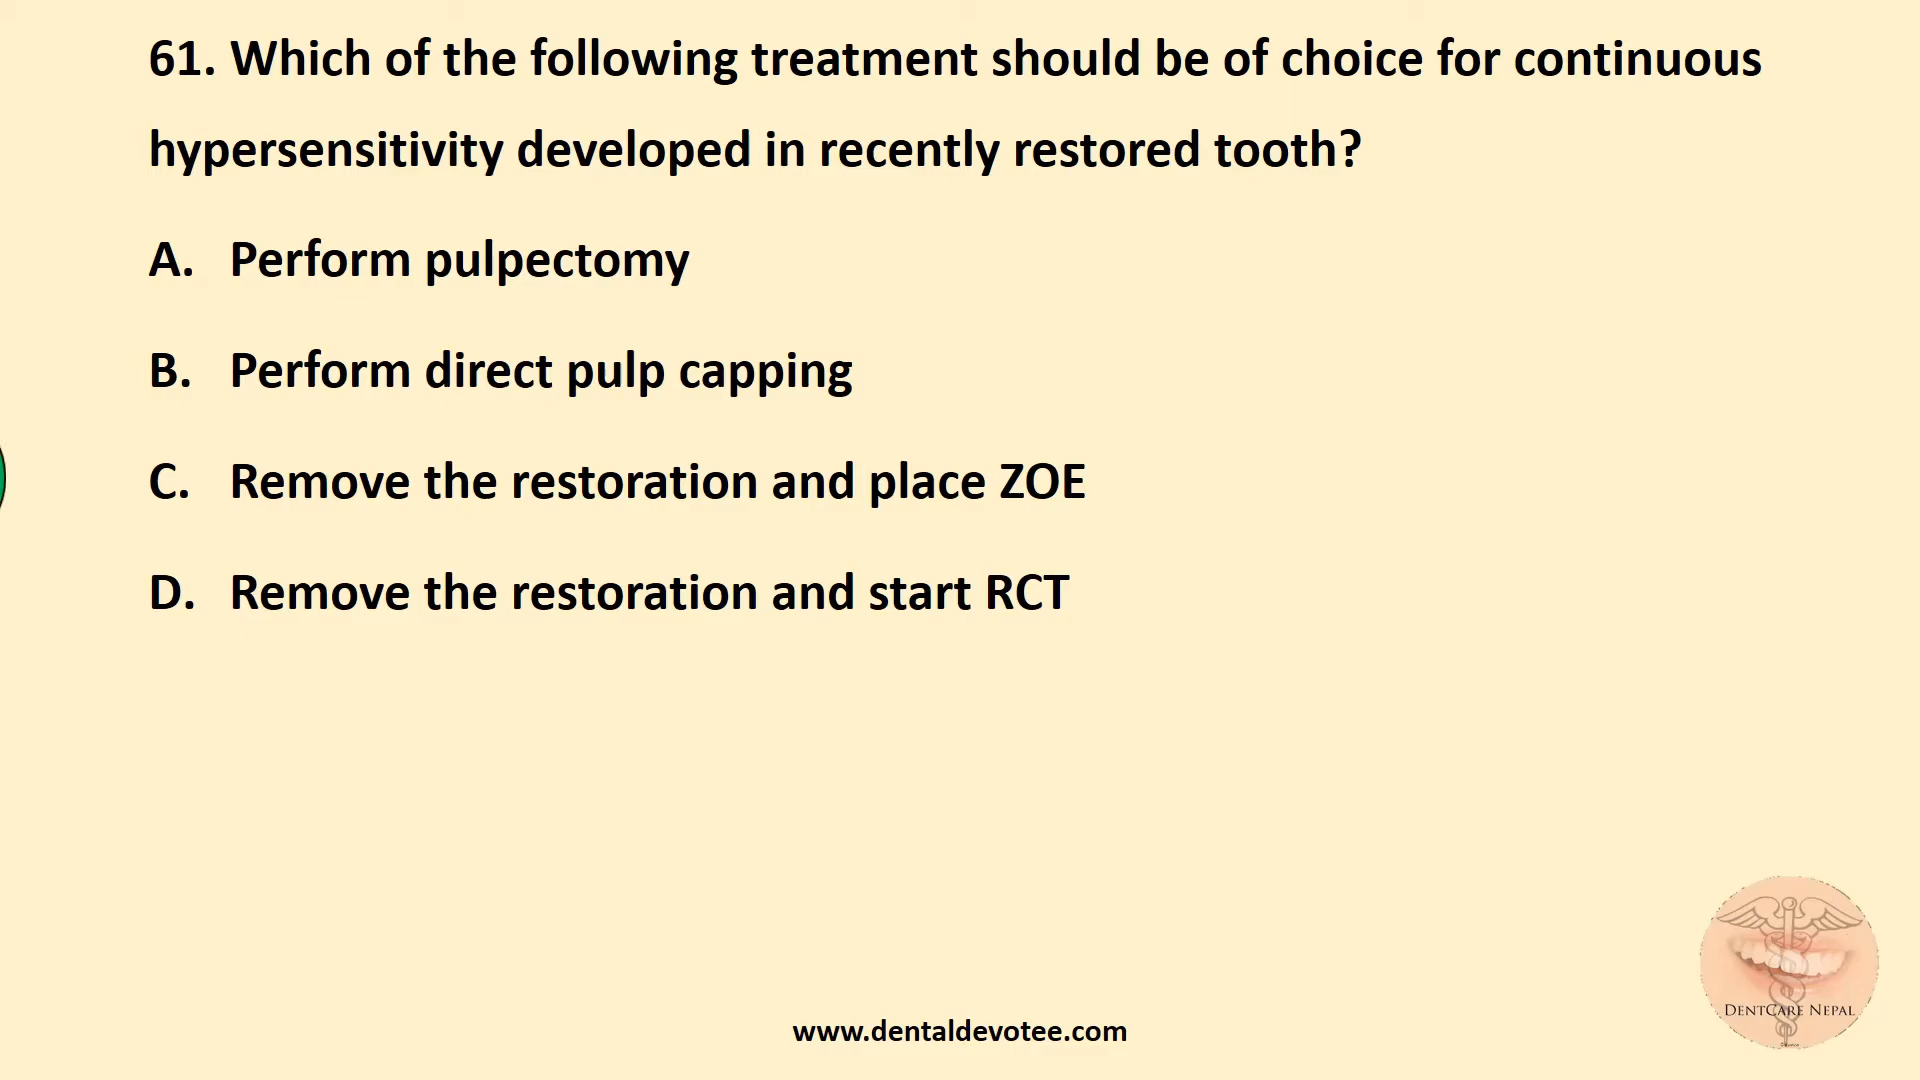 61. Which of the following treatment should be of choice for continuous
hypersensitivity developed in recently restored tooth?
A. Perform pulpectomy
B. Perform direct pulp capping
C. Remove the restoration and place ZOE
D. Remove the restoration and start RCT
DentCare Nepal
www.dentaldevotee.com